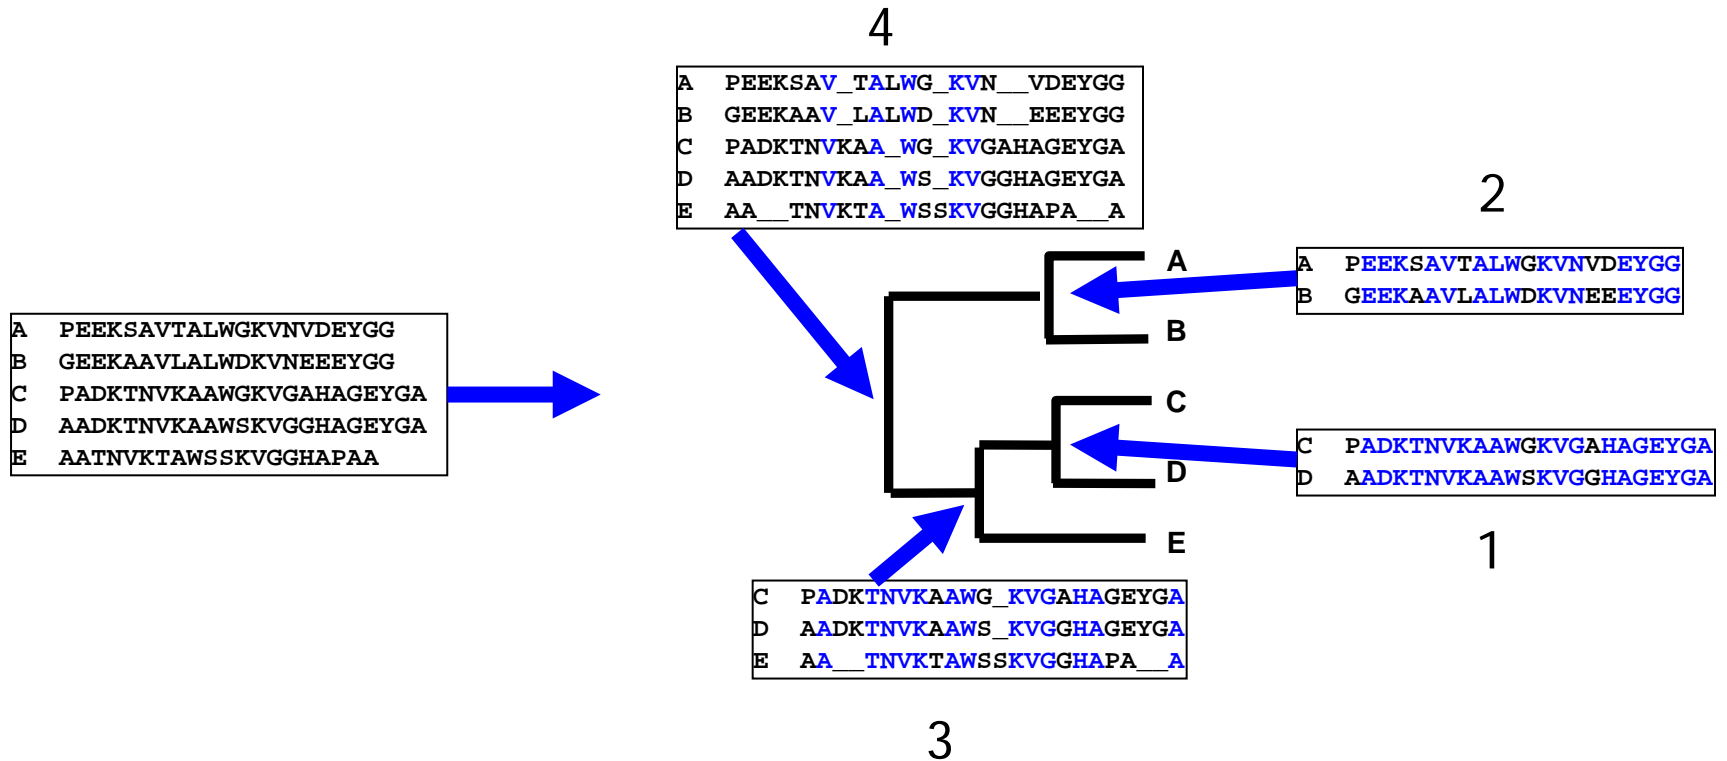 4
A PEEKSAV_TALWG_KVN__VDEYGG
B GEEKAAV_LALWD_KVN__EEEYGG
C PADKTNVKAA_WG_KVGAHAGEYGA
D AADKTNVKAA_WS_KVGGHAGEYGA
E AA__TNVKTA_WSSKVGGHAPA__A
2
A PEEKSAVTALWGKVNVDEYGG
B GEEKAAVLALWDKVNEEEYGG
A
B
A PEEKSAVTALWGKVNVDEYGG
B GEEKAAVLALWDKVNEEEYGG
C PADKTNVKAAWGKVGAHAGEYGA
D AADKTNVKAAWSKVGGHAGEYGA
E AATNVKTAWSSKVGGHAPAA
C
D
E
C PADKTNVKAAWGKVGAHAGEYGA
D AADKTNVKAAWSKVGGHAGEYGA
1
C PADKTNVKAAWG_KVGAHAGEYGA
D AADKTNVKAAWS_KVGGHAGEYGA
E AA__TNVKTAWSSKVGGHAPA__A
3